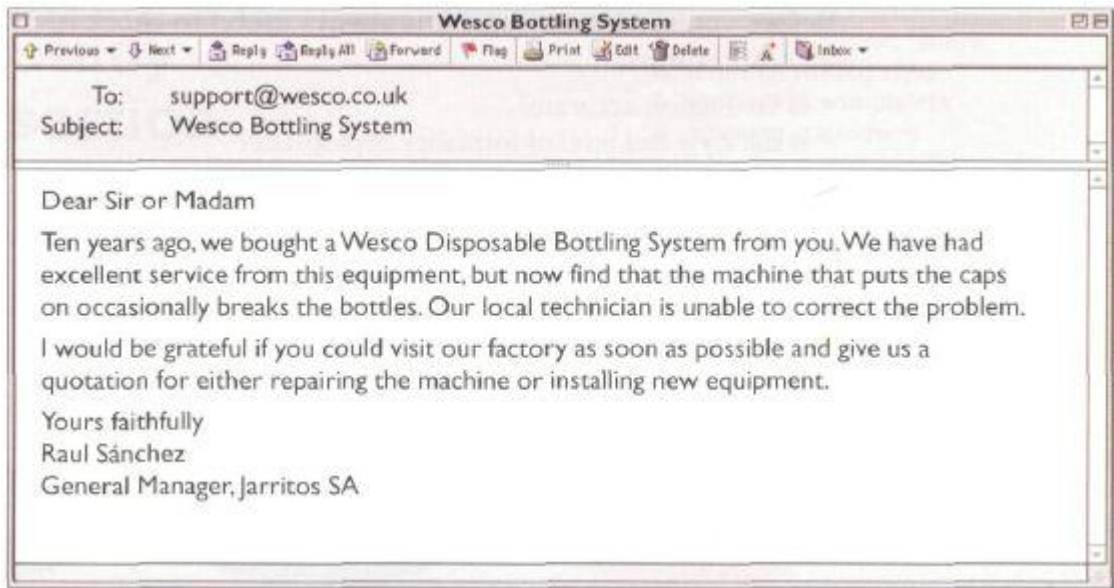 Wesco Bottling System
Previous Next Reply Reply All Forward Flag Print Edit Delete Inbox
To: support@wesco.co.uk
Subject: Wesco Bottling System
Dear Sir or Madam
Ten years ago, we bought a Wesco Disposable Bottling System from you. We have had
excellent service from this equipment, but now find that the machine that puts the caps
on occasionally breaks the bottles. Our local technician is unable to correct the problem.
I would be grateful if you could visit our factory as soon as possible and give us a
quotation for either repairing the machine or installing new equipment.
Yours faithfully
Raul Sánchez
General Manager, Jarritos SA